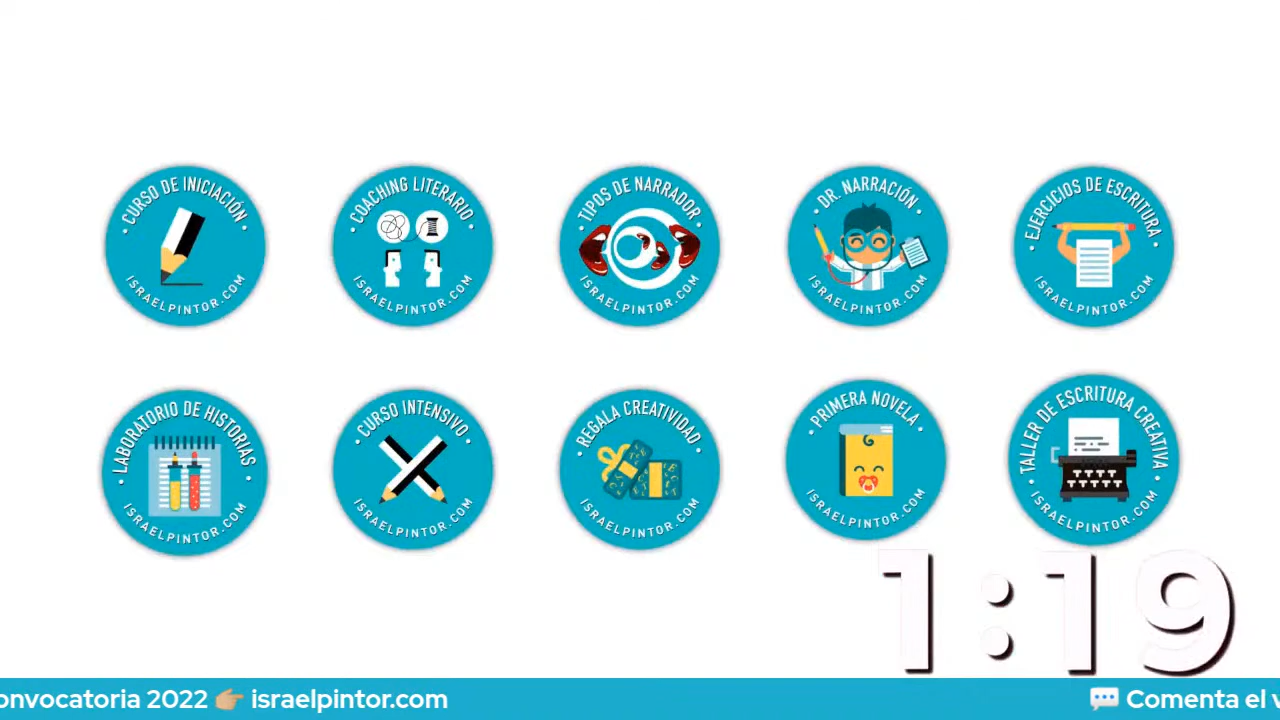 • CURSO DE INICIACIÓN •
ISRAELPINTOR.COM
• COACHING LITERARIO •
ISRAELPINTOR.COM
• TIPOS DE NARRADOR •
ISRAELPINTOR.COM
• DR. NARRACIÓN •
ISRAELPINTOR.COM
• EJERCICIOS DE ESCRITURA •
ISRAELPINTOR.COM
• LABORATORIO DE HISTORIAS •
ISRAELPINTOR.COM
• CURSO INTENSIVO •
ISRAELPINTOR.COM
• REGALA CREATIVIDAD •
ISRAELPINTOR.COM
• PRIMERA NOVELA •
ISRAELPINTOR.COM
• TALLER DE ESCRITURA CREATIVA •
ISRAELPINTOR.COM
1:19
onvocatoria 2022 👉🏽 israelpintor.com
💬 Comenta el v